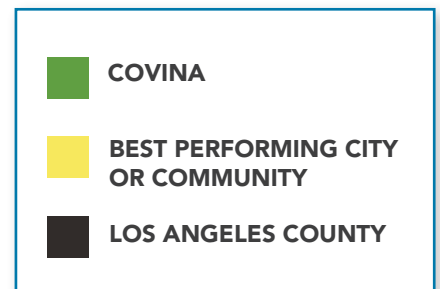 COVINA
BEST PERFORMING CITY
OR COMMUNITY
LOS ANGELES COUNTY